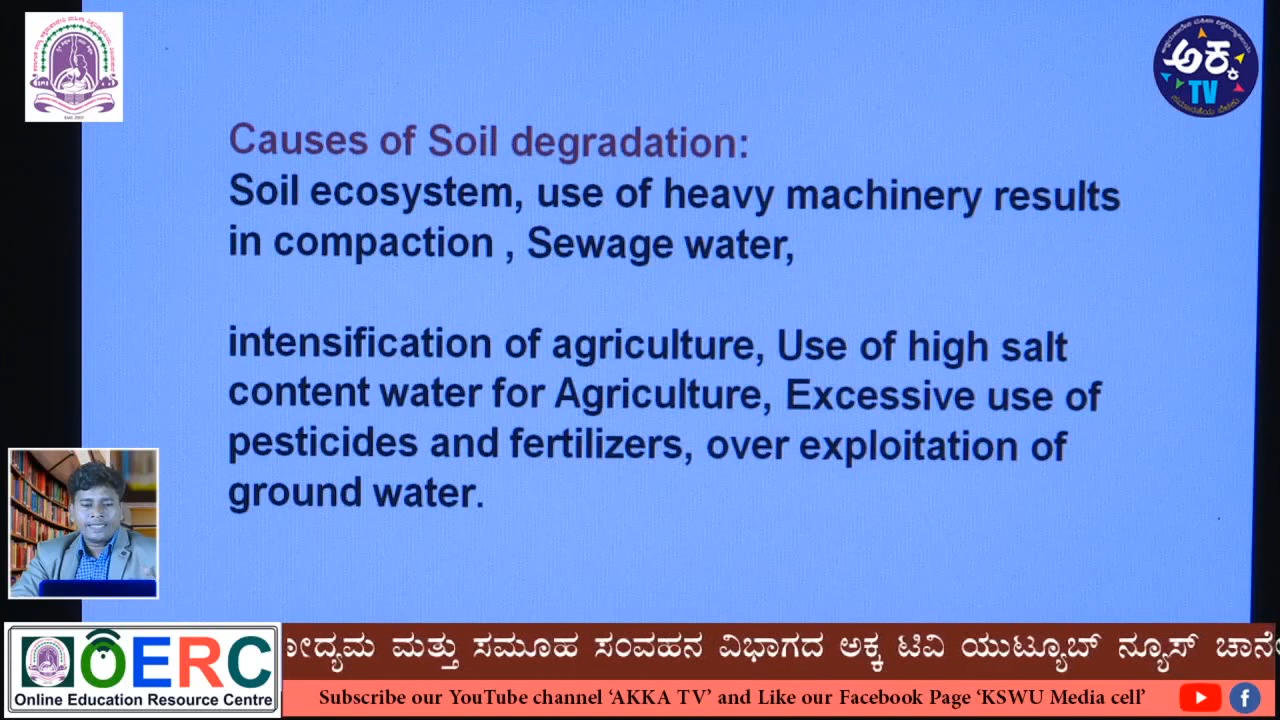 ಅಕ್ಕ
TV
Causes of Soil degradation:
Soil ecosystem, use of heavy machinery results
in compaction , Sewage water,
intensification of agriculture, Use of high salt
content water for Agriculture, Excessive use of
pesticides and fertilizers, over exploitation of
ground water.
OERC
Online Education Resource Centre
ೋದ್ಯಮ ಮತ್ತು ಸಮೂಹ ಸಂವಹನ ವಿಭಾಗದ ಅಕ್ಕ ಟಿವಿ ಯುಟ್ಯೂಬ್ ನ್ಯೂಸ್ ಚಾನೆ
Subscribe our YouTube channel ‘AKKA TV’ and Like our Facebook Page ‘KSWU Media cell’